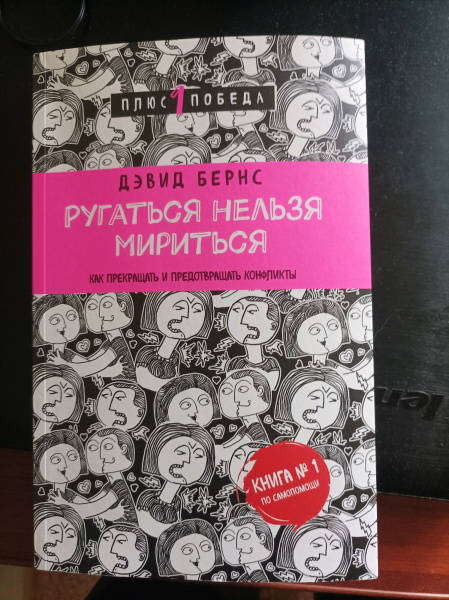 ПЛЮС 1 ПОБЕДА
ДЭВИД БЕРНС
РУГАТЬСЯ НЕЛЬЗЯ
МИРИТЬСЯ
КАК ПРЕКРАЩАТЬ И ПРЕДОТВРАЩАТЬ КОНФЛИКТЫ
КНИГА № 1
ПО САМОПОМОЩИ